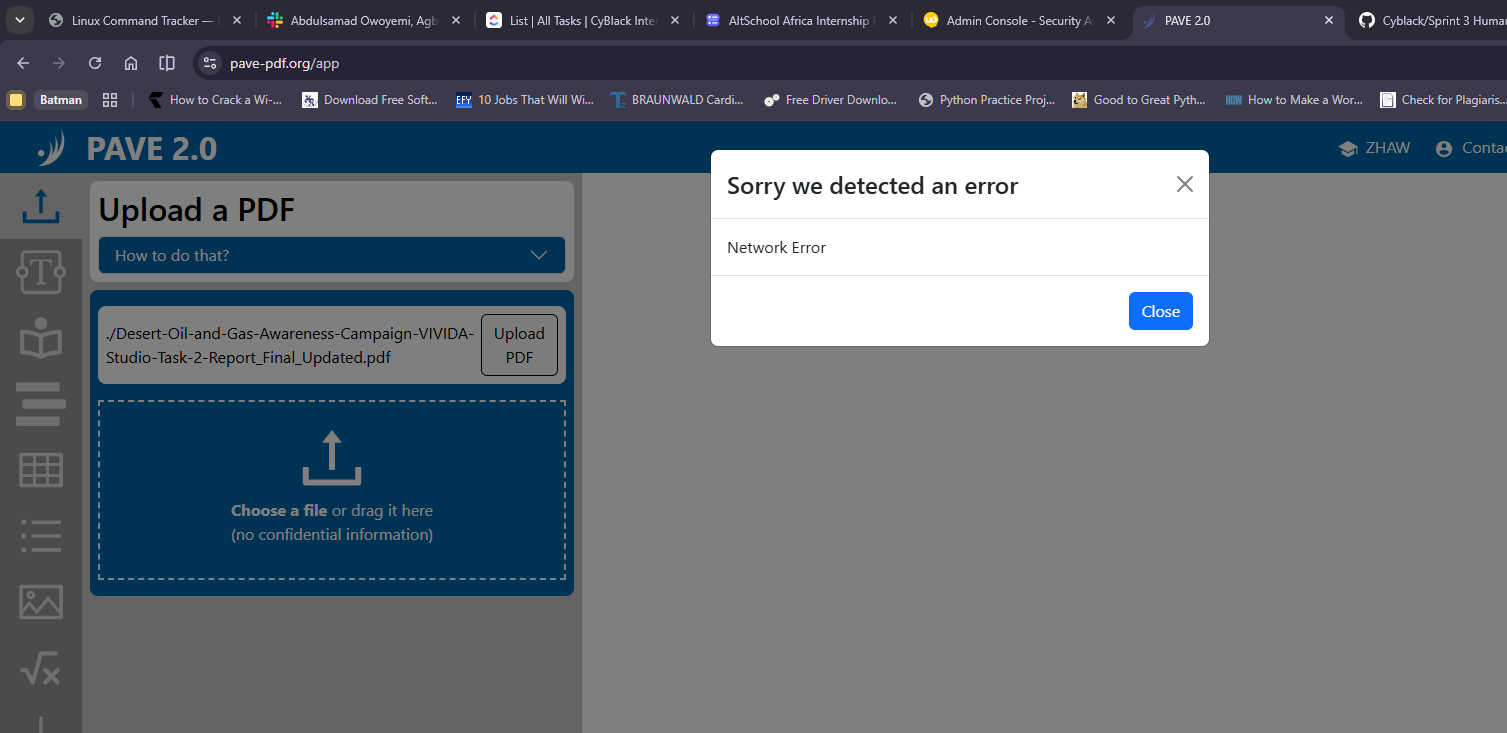 Linux Command Tracker —
Abdulsamad Owoyemi, Agb
List | All Tasks | CyBlack Inter
AltSchool Africa Internship
Admin Console - Security A
PAVE 2.0
Cyblack/Sprint 3 Human
pave-pdf.org/app
Batman
How to Crack a Wi-...
Download Free Soft...
EFY
10 Jobs That Will Wi...
BRAUNWALD Cardi...
Free Driver Downlo...
Python Practice Proj...
Good to Great Pyth...
HOW
How to Make a Wor...
Check for Plagiaris...
PAVE 2.0
ZHAW
Contac
Upload a PDF
How to do that?
./Desert-Oil-and-Gas-Awareness-Campaign-VIVIDA-
Studio-Task-2-Report_Final_Updated.pdf
Upload
PDF
Choose a file or drag it here
(no confidential information)
Sorry we detected an error
Network Error
Close